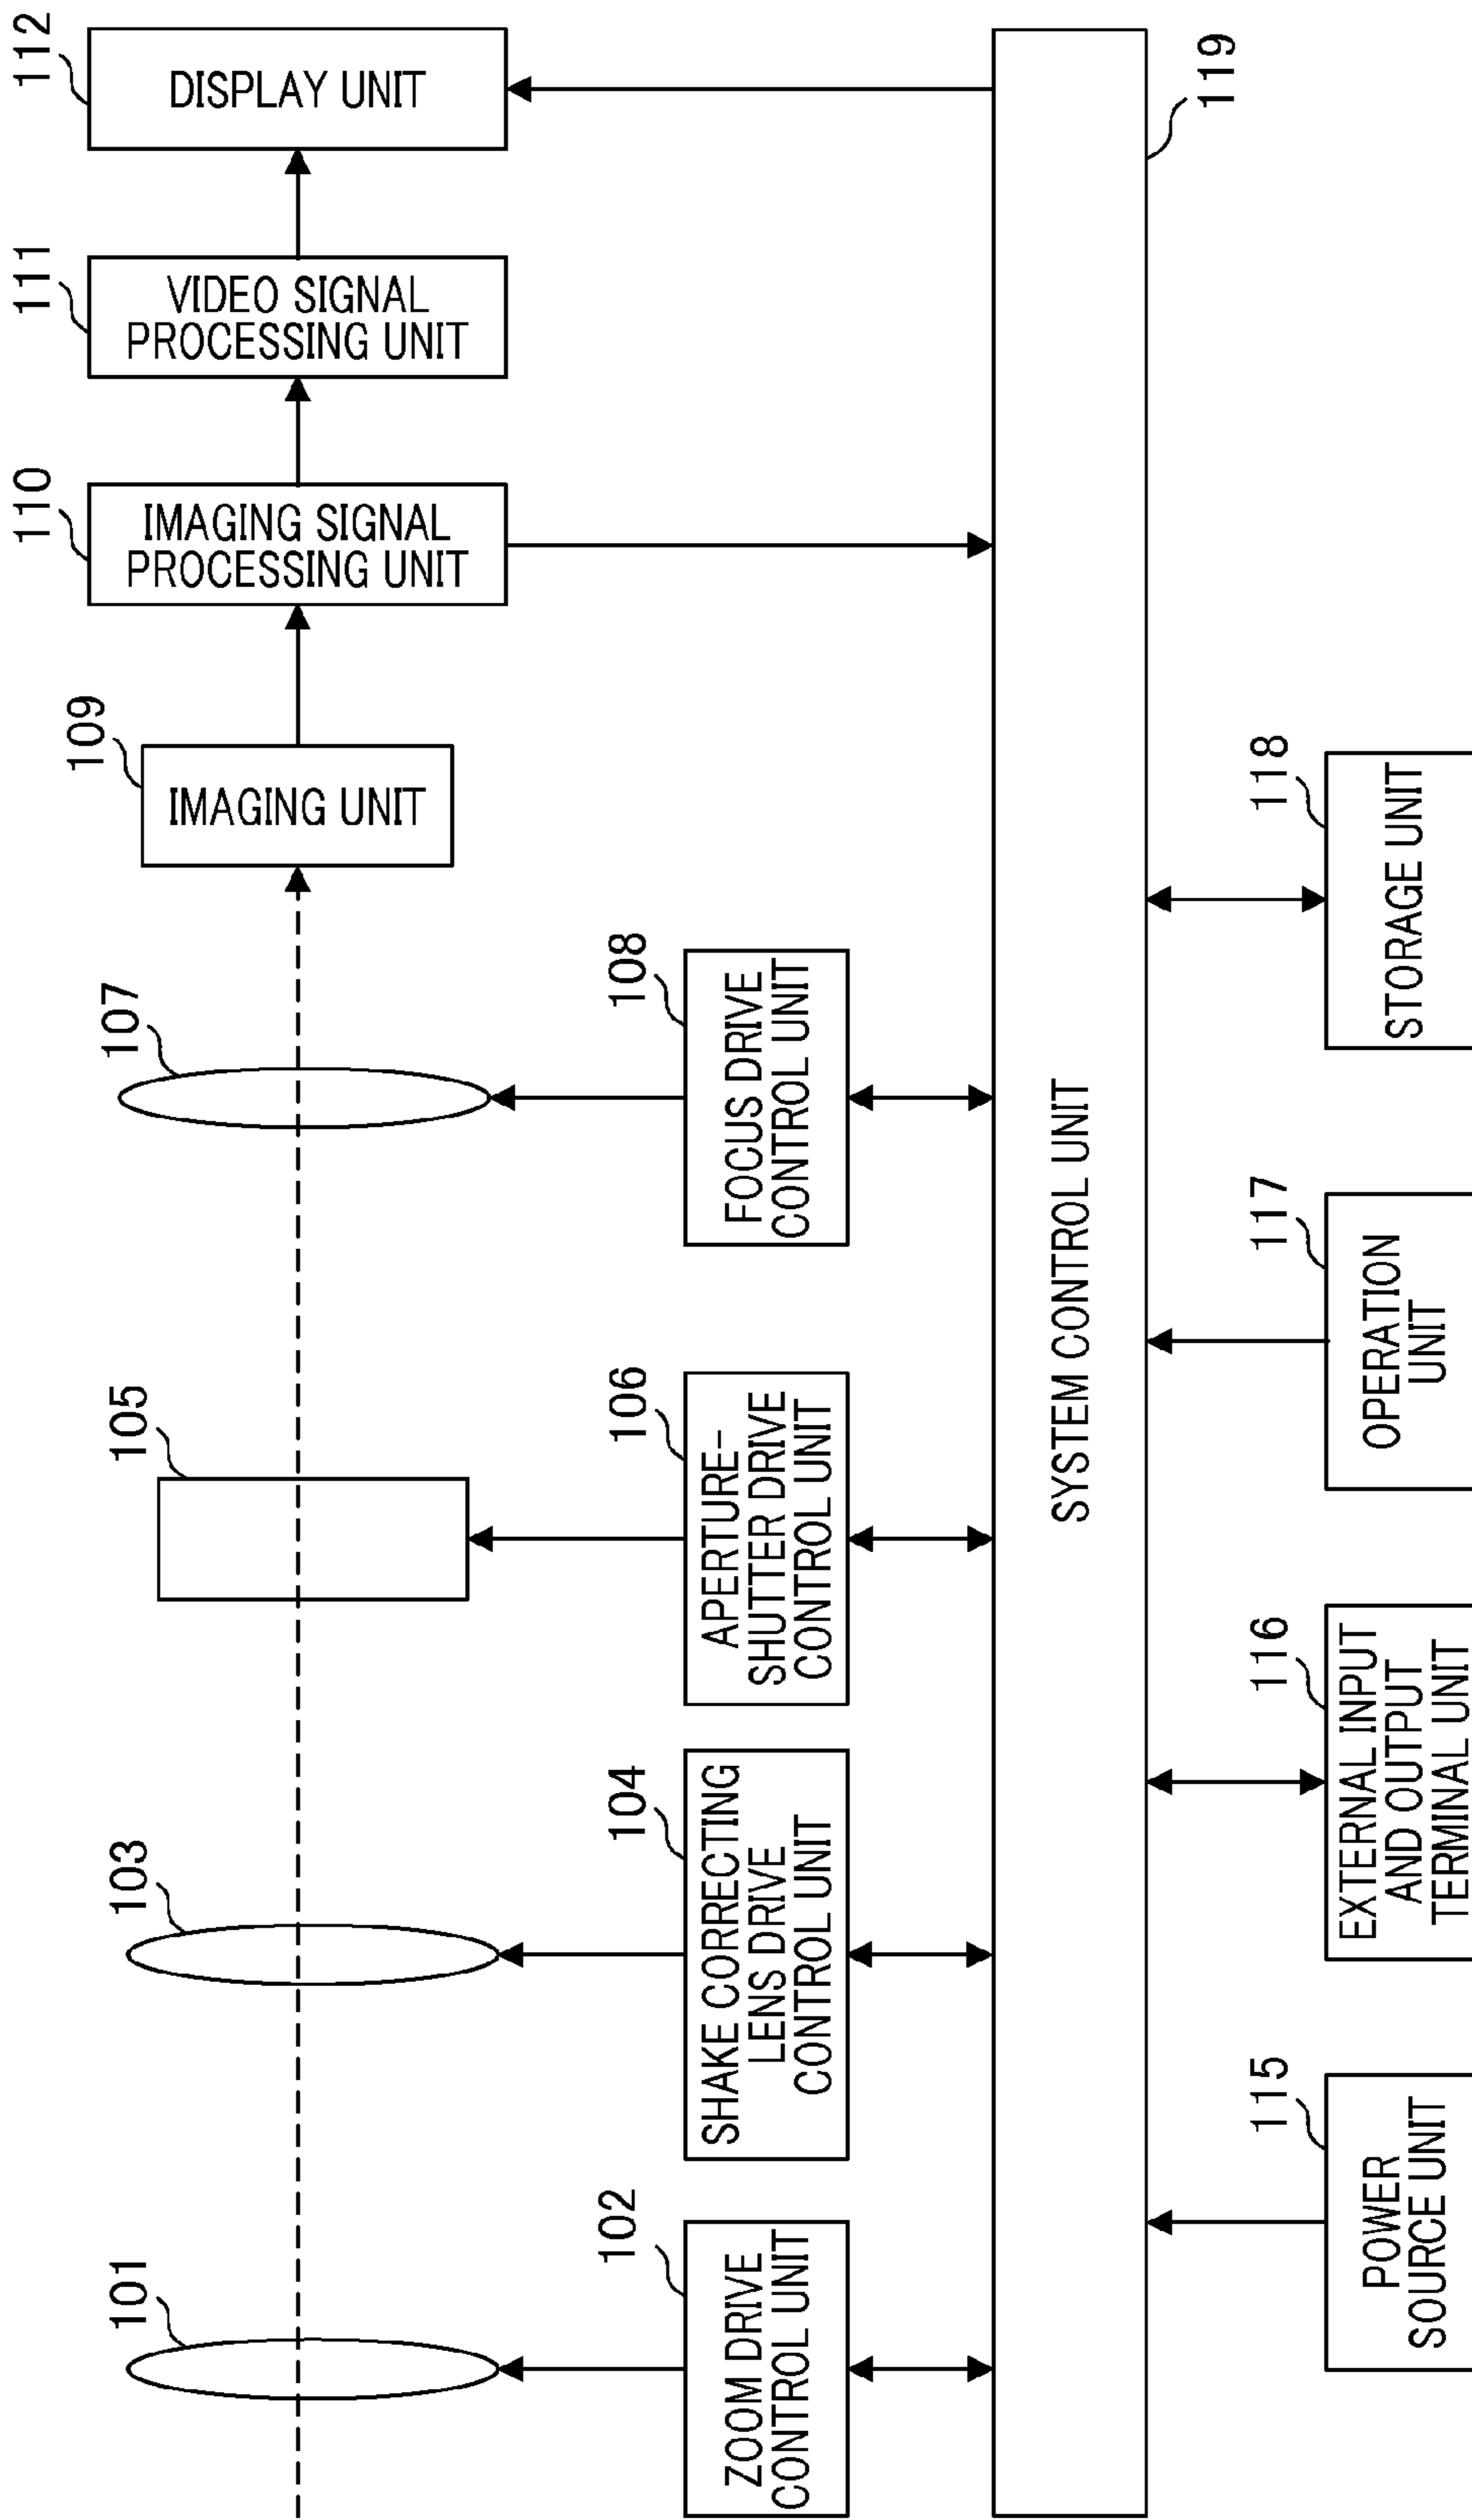 101
103
105
107
109
IMAGING UNIT
110
IMAGING SIGNAL
PROCESSING UNIT
111
VIDEO SIGNAL
PROCESSING UNIT
112
DISPLAY UNIT
102
ZOOM DRIVE
CONTROL UNIT
104
SHAKE CORRECTING
LENS DRIVE
CONTROL UNIT
106
APERTURE-
SHUTTER DRIVE
CONTROL UNIT
108
FOCUS DRIVE
CONTROL UNIT
SYSTEM CONTROL UNIT
119
115
POWER
SOURCE UNIT
116
EXTERNAL INPUT
AND OUTPUT
TERMINAL UNIT
117
OPERATION
UNIT
118
STORAGE UNIT